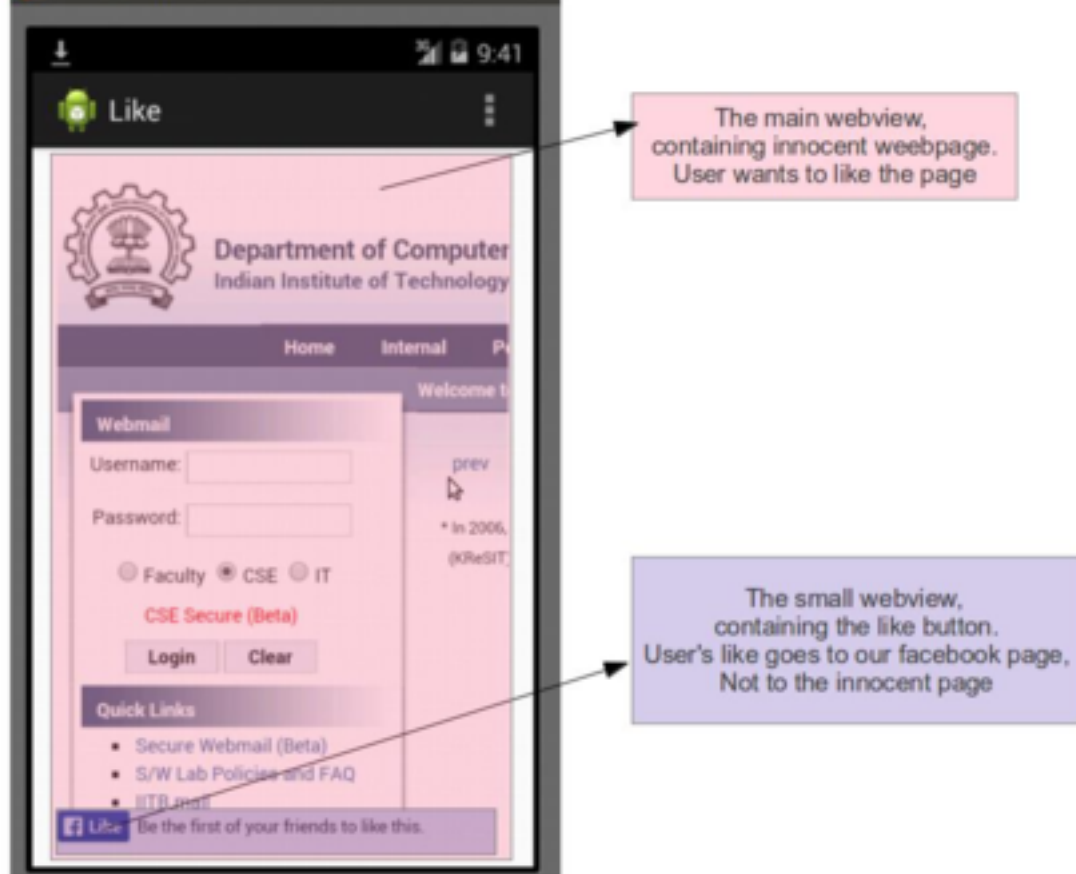 3G 9:41
Like
Department of Computer
Indian Institute of Technology
Home Internal Pe
Welcome t
Webmail
Username:
prev
Password:
* In 2006,
(KReSIT)
Faculty CSE IT
CSE Secure (Beta)
Login Clear
Quick Links
Secure Webmail (Beta)
S/W Lab Policies and FAQ
IITB mail
Like Be the first of your friends to like this.
The main webview,
containing innocent weebpage.
User wants to like the page
The small webview,
containing the like button.
User's like goes to our facebook page,
Not to the innocent page